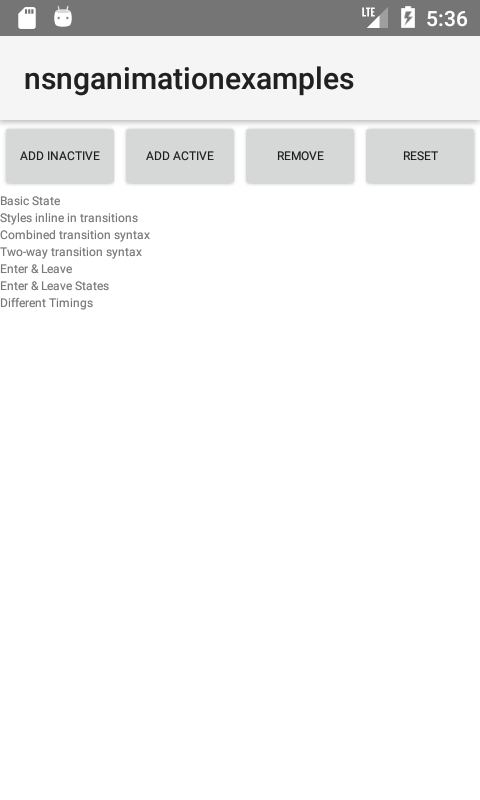 LTE 5:36
nsnganimationexamples
ADD INACTIVE ADD ACTIVE REMOVE RESET
Basic State
Styles inline in transitions
Combined transition syntax
Two-way transition syntax
Enter & Leave
Enter & Leave States
Different Timings